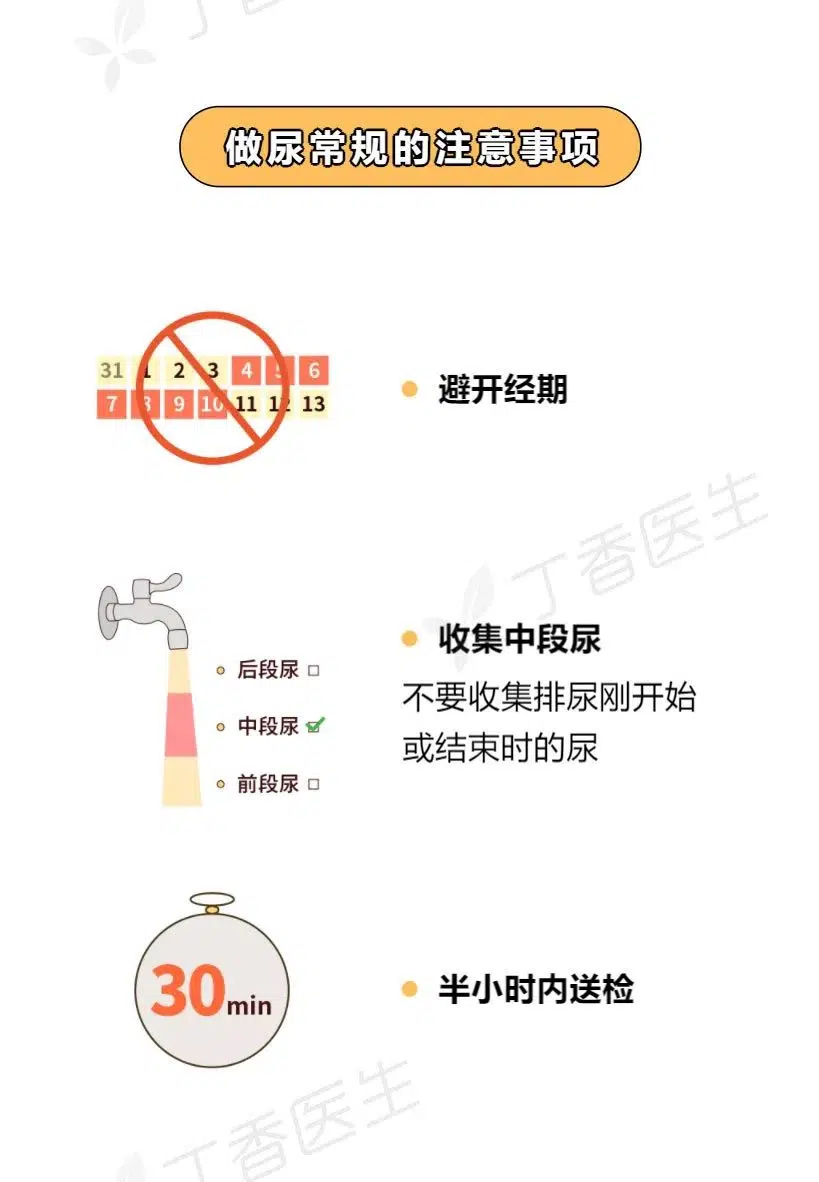 丁香医生
做尿常规的注意事项
31 1 2 3 4 5 6
7 8 9 10 11 12 13
避开经期
丁香医生
收集中段尿
后段尿
不要收集排尿刚开始
中段尿
或结束时的尿
前段尿
30min
半小时内送检
丁香医生